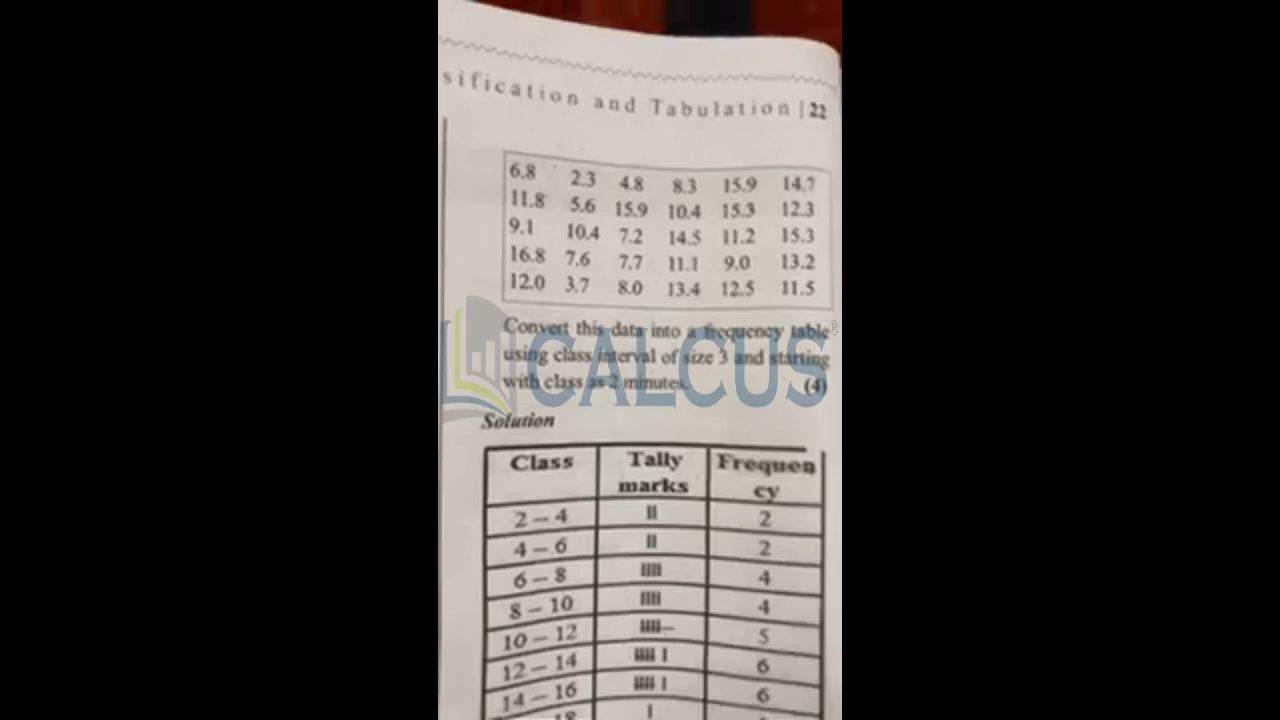 sification and Tabulation | 22
6.8 2.3 4.8 8.3 15.9 14.7
11.8 5.6 15.9 10.4 15.3 12.3
9.1 10.4 7.2 14.5 11.2 15.3
16.8 7.6 7.7 11.1 9.0 13.2
12.0 3.7 8.0 13.4 12.5 11.5
Convert this data into a frequency table
using class interval of size 3 and starting
with class as 2 minutes. (4)
CALCUS®
Solution
Class Tally marks Frequen cy
2 – 4 II 2
4 – 6 II 2
6 – 8 IIII 4
8 – 10 IIII 4
10 – 12 IIII– 5
12 – 14 IIII I 6
14 – 16 IIII I 6
18 I